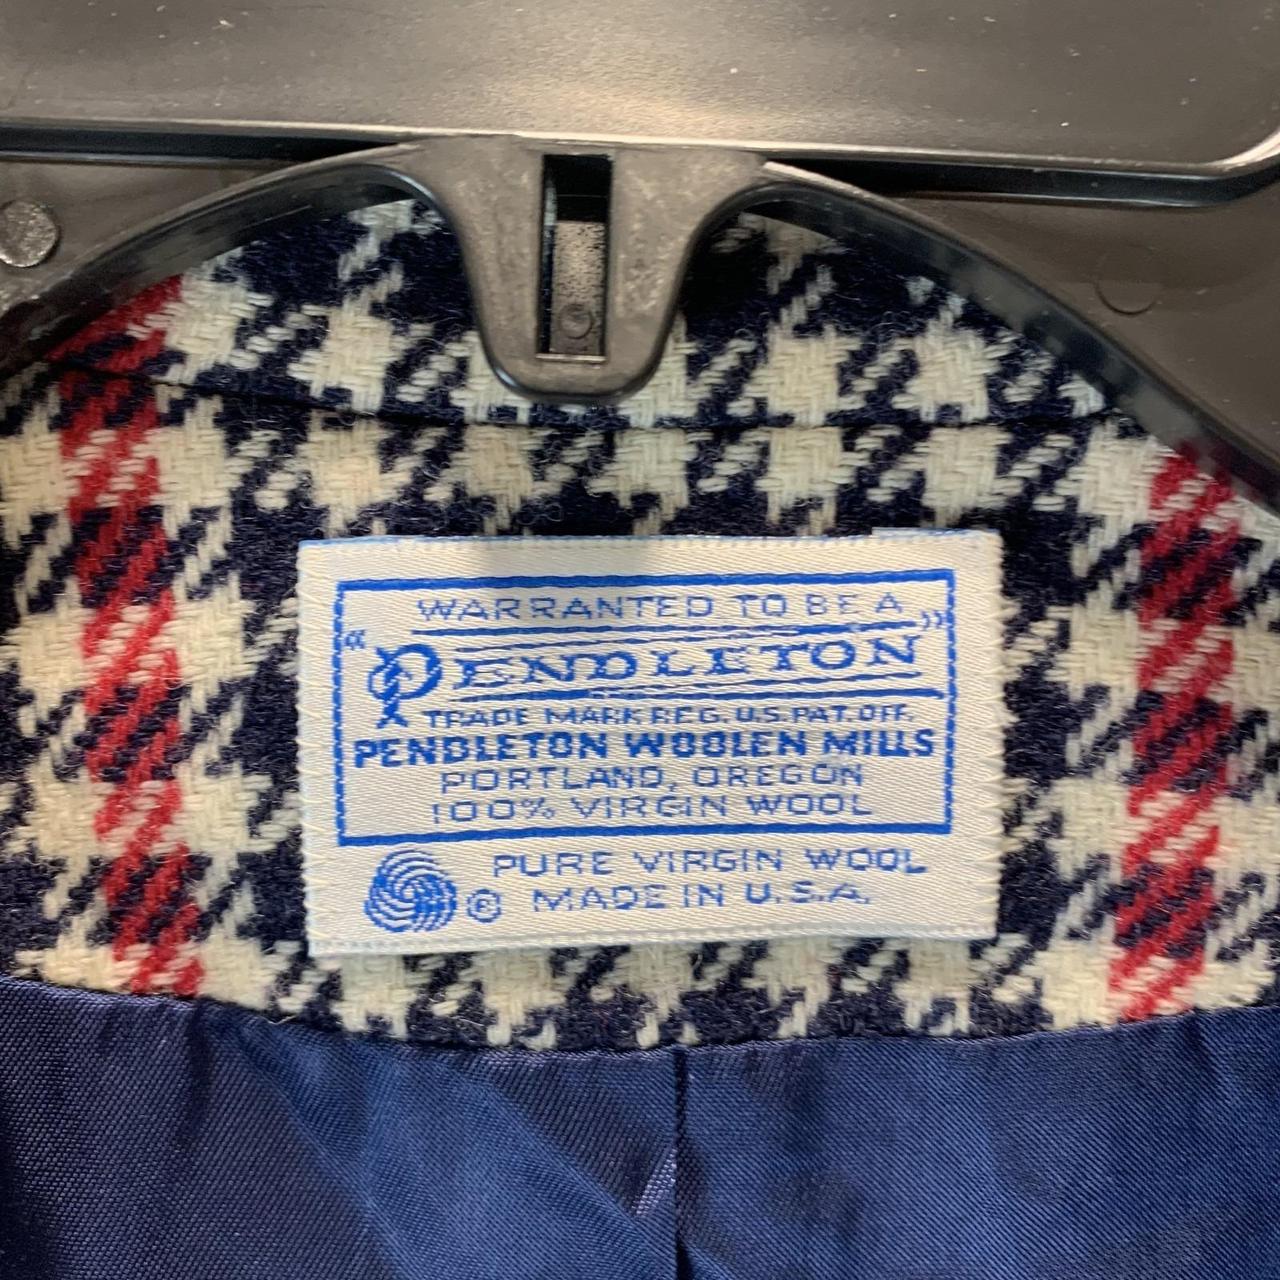 WARRANTED TO BE A
"PENDLETON"
TRADE MARK REG. U.S. PAT. OFF.
PENDLETON WOOLEN MILLS
PORTLAND, OREGON
100% VIRGIN WOOL
PURE VIRGIN WOOL
© MADE IN U.S.A.